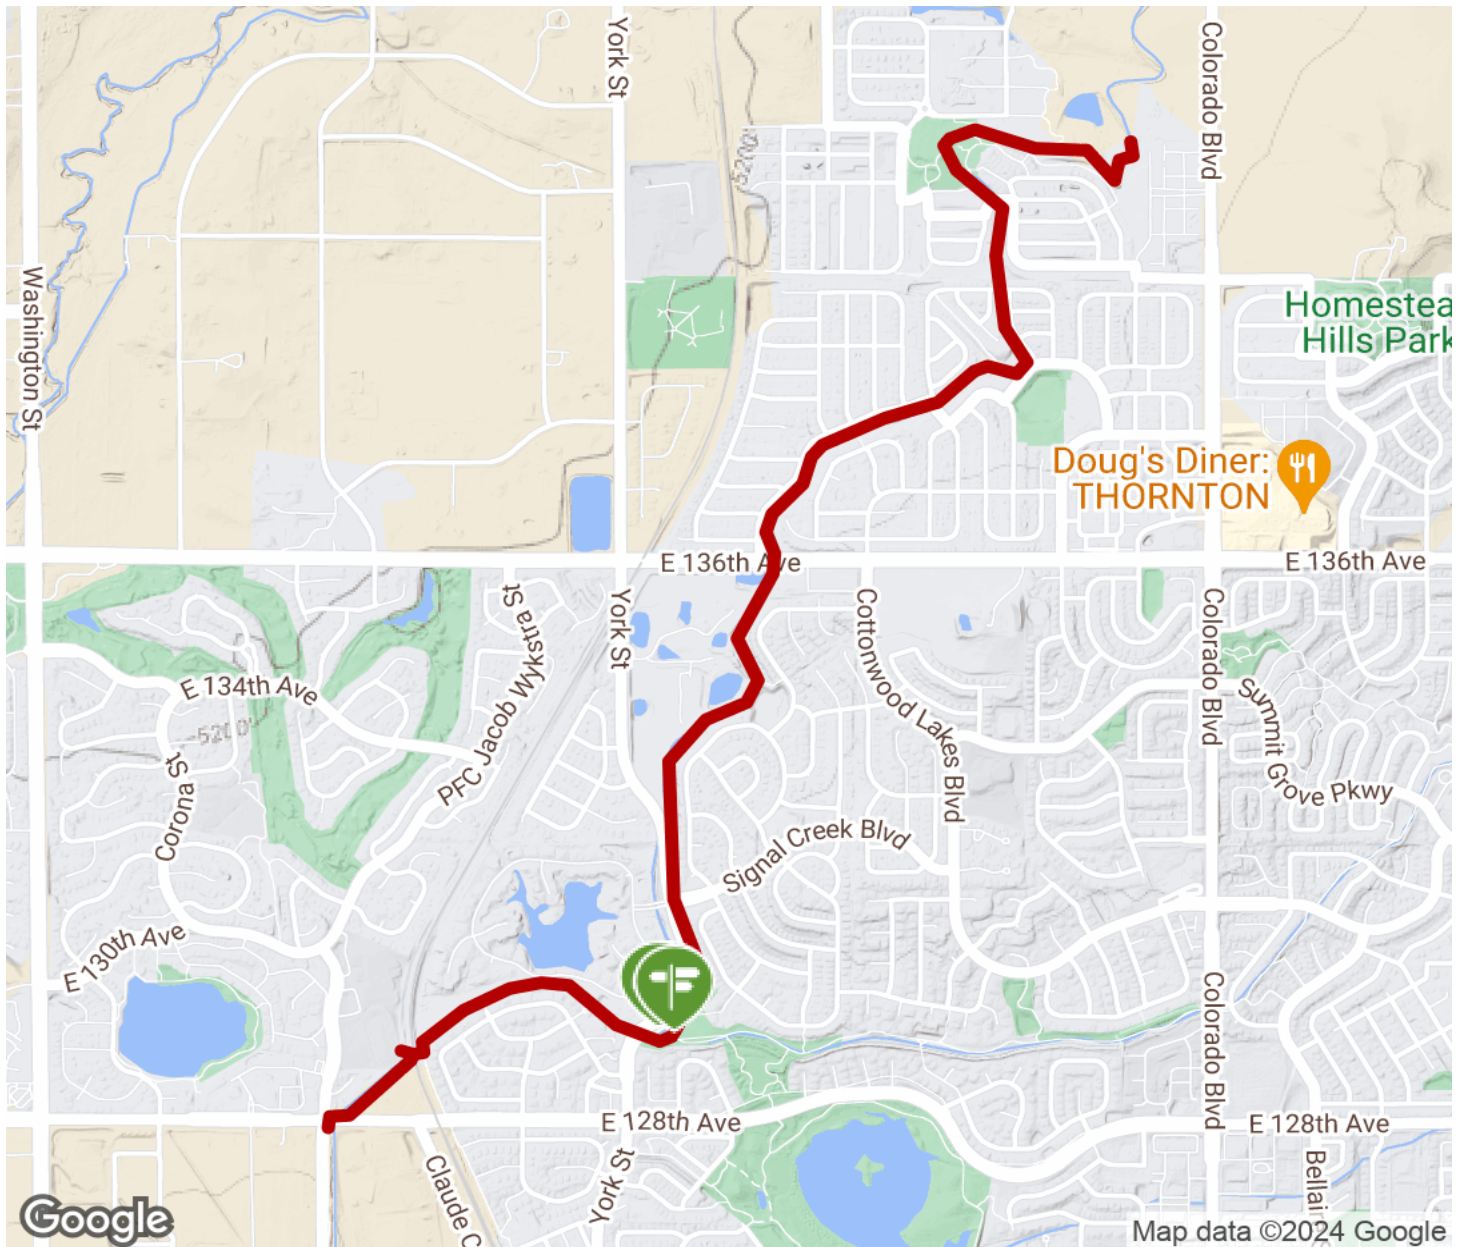 York St
Colorado Blvd
Washington St
Homestea
Hills Park
Doug's Diner:
THORNTON
E 136th Ave
E 136th Ave
York St
PFC Jacob Wykstra St
Cottonwood Lakes Blvd
Colorado Blvd
E 134th Ave
Summit Grove Pkwy
Corona St
Signal Creek Blvd
E 130th Ave
Colorado Blvd
E 128th Ave
E 128th Ave
York St
Claude C
Bellai
Google
Map data ©2024 Google